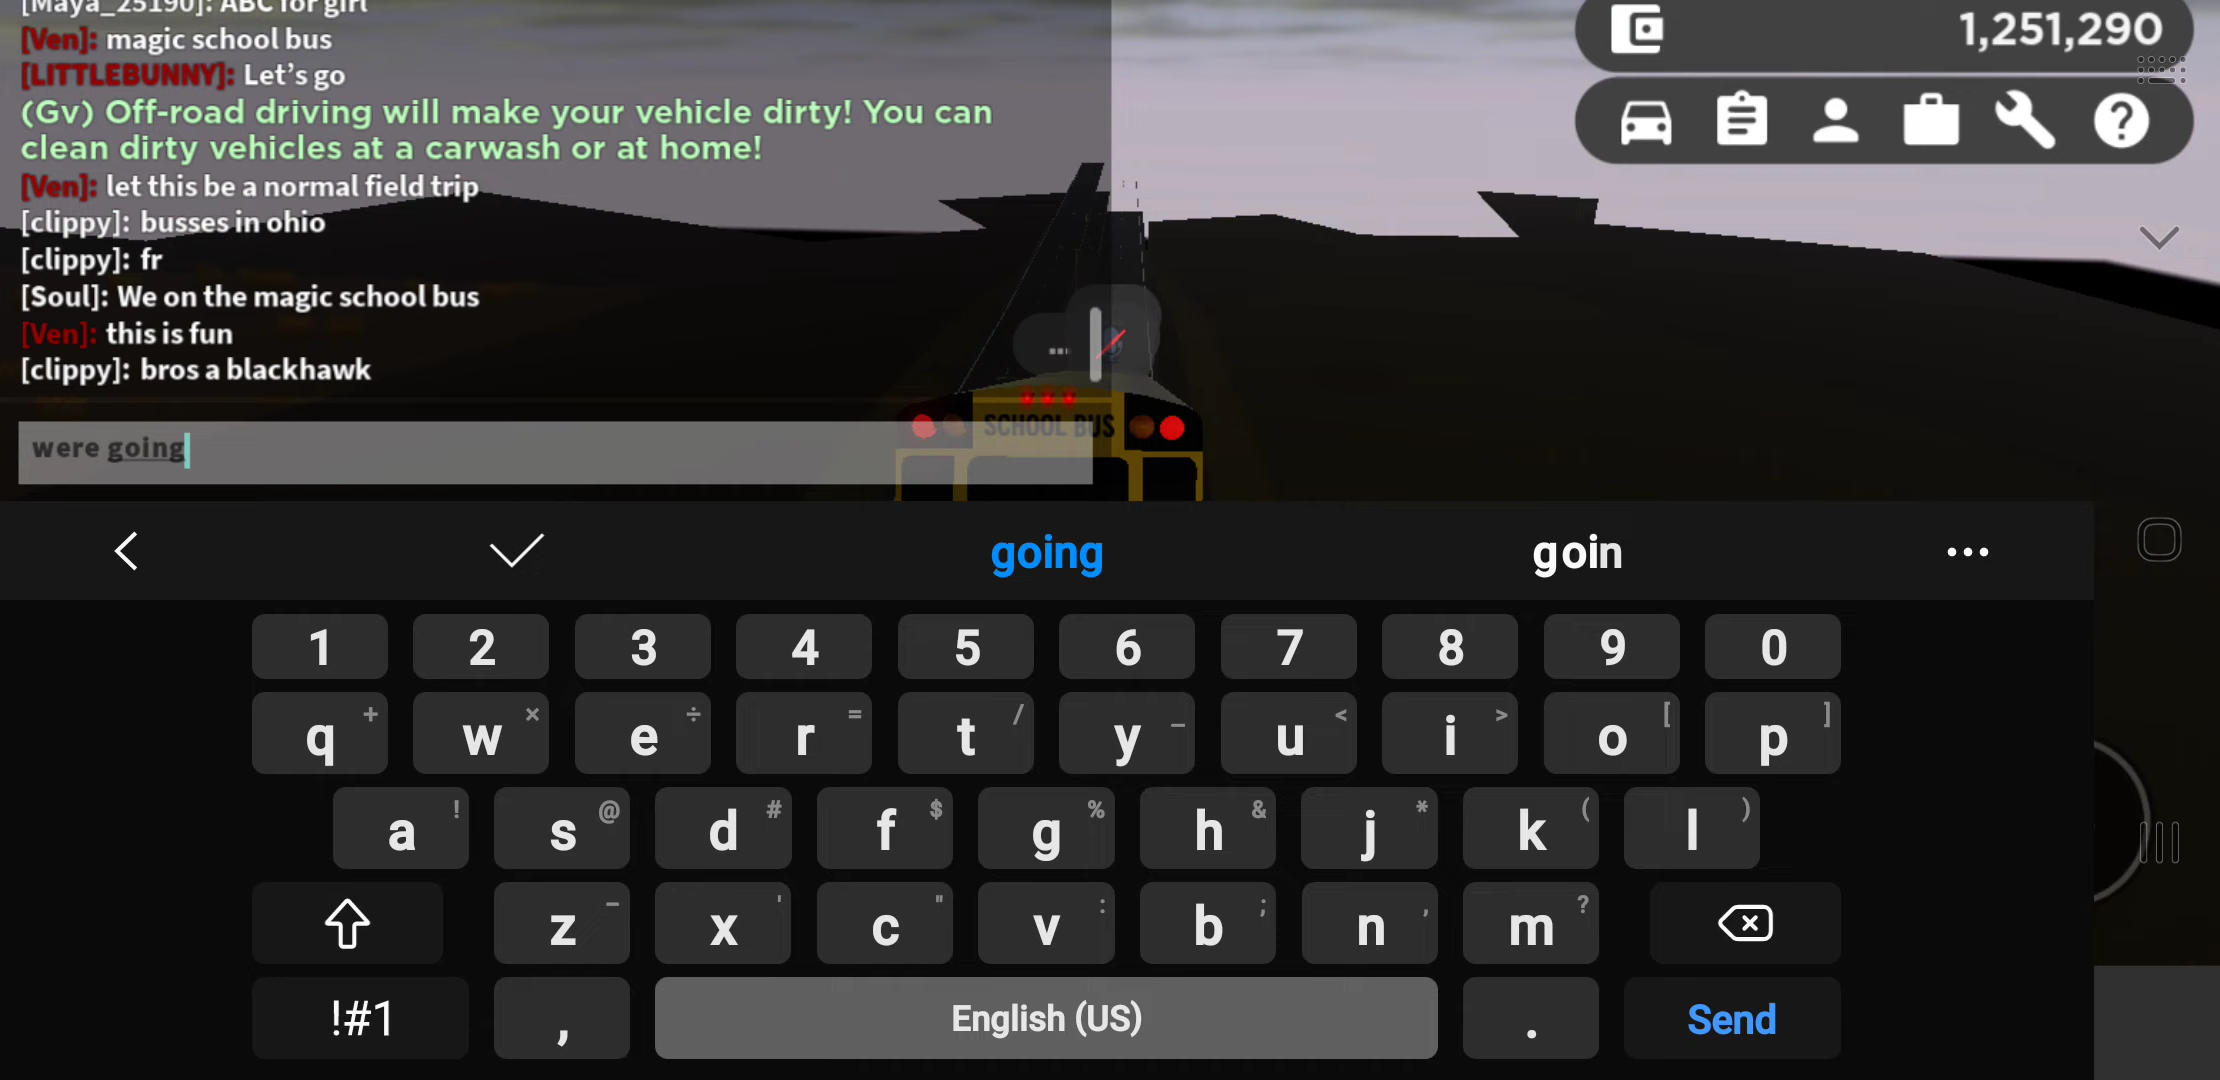 [Maya_25190]: ABC for girl
[Ven]: magic school bus
[LITTLEBUNNY]: Let's go
(Gv) Off-road driving will make your vehicle dirty! You can
clean dirty vehicles at a carwash or at home!
[Ven]: let this be a normal field trip
[clippy]: busses in ohio
[clippy]: fr
[Soul]: We on the magic school bus
[Ven]: this is fun
[clippy]: bros a blackhawk
1,251,290
?
...
SCHOOL BUS
were going
going goin ...
1 2 3 4 5 6 7 8 9 0
q + w × e ÷ r = t / y _ u < i > o [ p ]
a ! s @ d # f $ g % h & j * k ( l )
z - x ' c " v : b ; n , m ?
!#1 , English (US) . Send